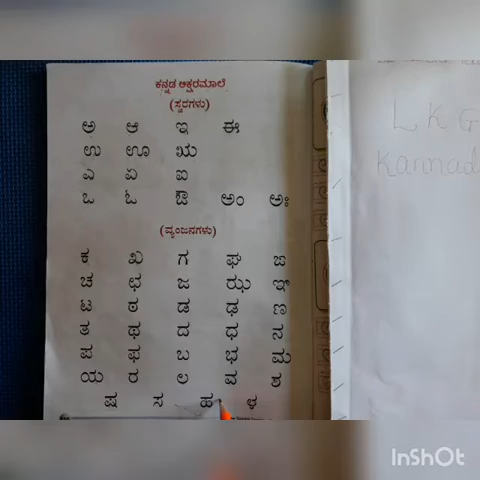 ಕನ್ನಡ ಅಕ್ಷರಮಾಲೆ
(ಸ್ವರಗಳು)
ಅ ಆ ಇ ಈ
ಉ ಊ ಋ
ಎ ಏ ಐ
ಒ ಓ ಔ ಅಂ ಅಃ
(ವ್ಯಂಜನಗಳು)
ಕ ಖ ಗ ಘ ಙ
ಚ ಛ ಜ ಝ ಞ
ಟ ಠ ಡ ಢ ಣ
ತ ಥ ದ ಧ ನ
ಪ ಫ ಬ ಭ ಮ
ಯ ರ ಲ ವ ಶ
ಷ ಸ ಹ ಳ
LKG
Kannad
InShOt